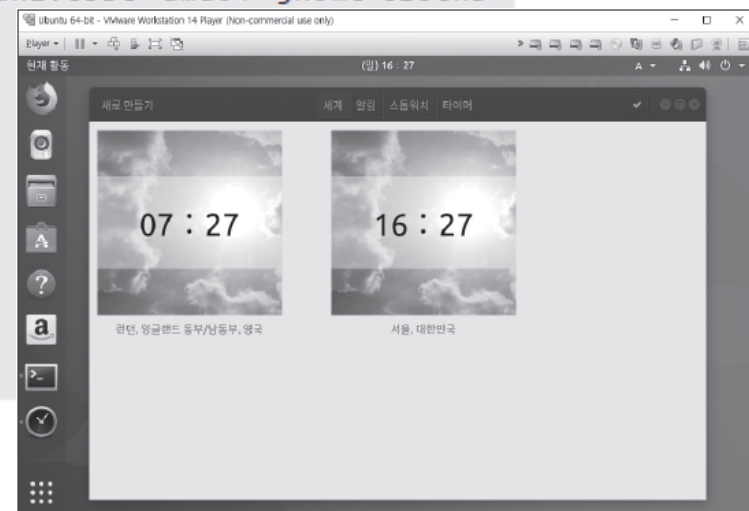 Ubuntu 64-bit - VMware Workstation 14 Player (Non-commercial use only)
Player
현재 활동
(일) 16 : 27
A
새로 만들기
세계 알림 스톱위치 타이머
07 : 27
16 : 27
런던, 잉글랜드 동부/남동부, 영국
서울, 대한민국
?
a
>_